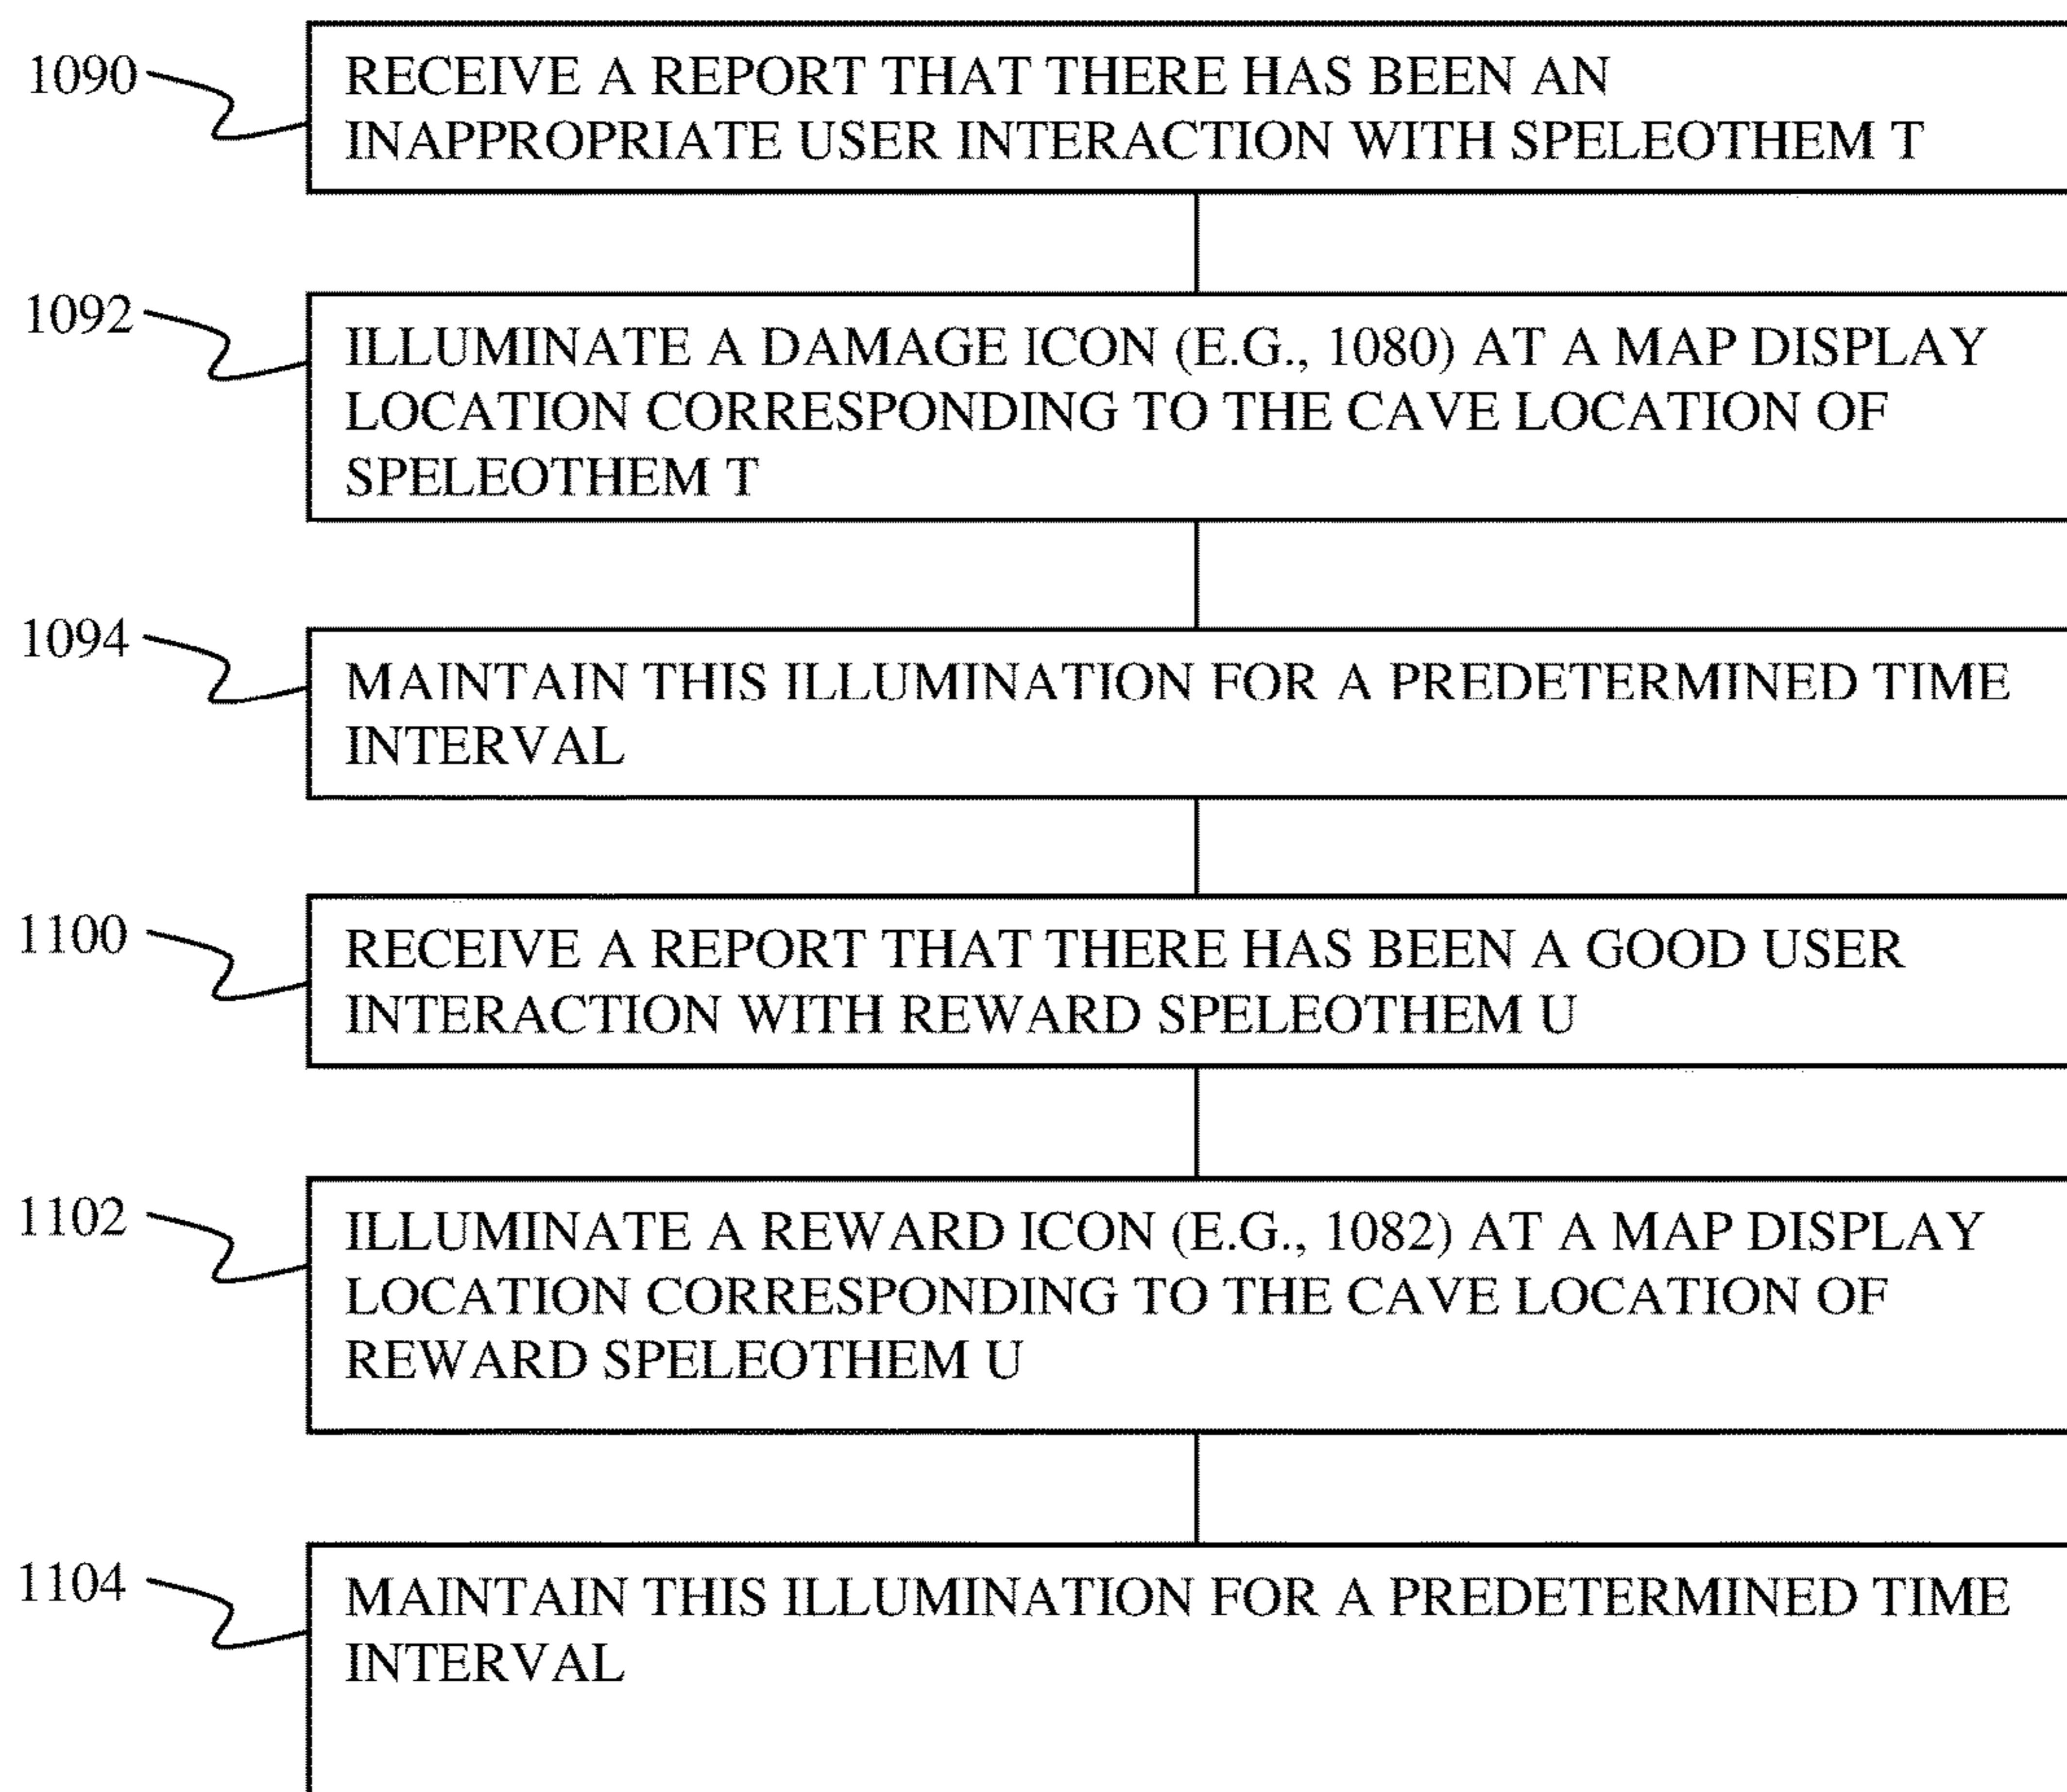 1090
RECEIVE A REPORT THAT THERE HAS BEEN AN
INAPPROPRIATE USER INTERACTION WITH SPELEOTHEM T
1092
ILLUMINATE A DAMAGE ICON (E.G., 1080) AT A MAP DISPLAY
LOCATION CORRESPONDING TO THE CAVE LOCATION OF
SPELEOTHEM T
1094
MAINTAIN THIS ILLUMINATION FOR A PREDETERMINED TIME
INTERVAL
1100
RECEIVE A REPORT THAT THERE HAS BEEN A GOOD USER
INTERACTION WITH REWARD SPELEOTHEM U
1102
ILLUMINATE A REWARD ICON (E.G., 1082) AT A MAP DISPLAY
LOCATION CORRESPONDING TO THE CAVE LOCATION OF
REWARD SPELEOTHEM U
1104
MAINTAIN THIS ILLUMINATION FOR A PREDETERMINED TIME
INTERVAL